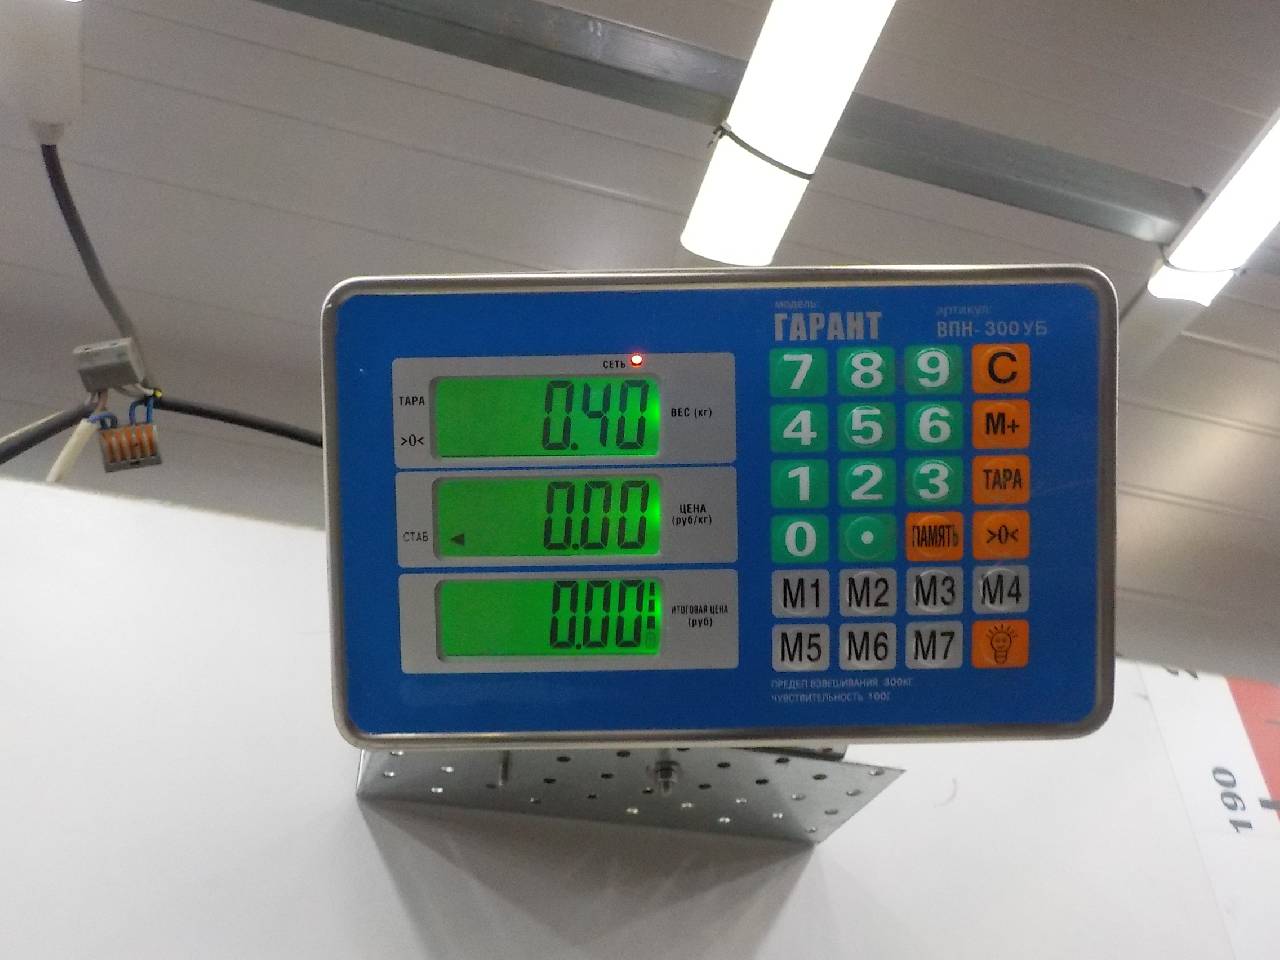 модель:
ГАРАНТ
артикул:
ВПН-300УБ
СЕТЬ
ТАРА
>0<
0.40
ВЕС (кг)
СТАБ
0.00
ЦЕНА
(руб/кг)
0.00
ИТОГОВАЯ ЦЕНА
(руб)
7 8 9 C
4 5 6 M+
1 2 3 ТАРА
0 . ПАМЯТЬ >0<
M1 M2 M3 M4
M5 M6 M7
ПРЕДЕЛ ВЗВЕШИВАНИЯ 300КГ
ЧУВСТВИТЕЛЬНОСТЬ 100Г
190